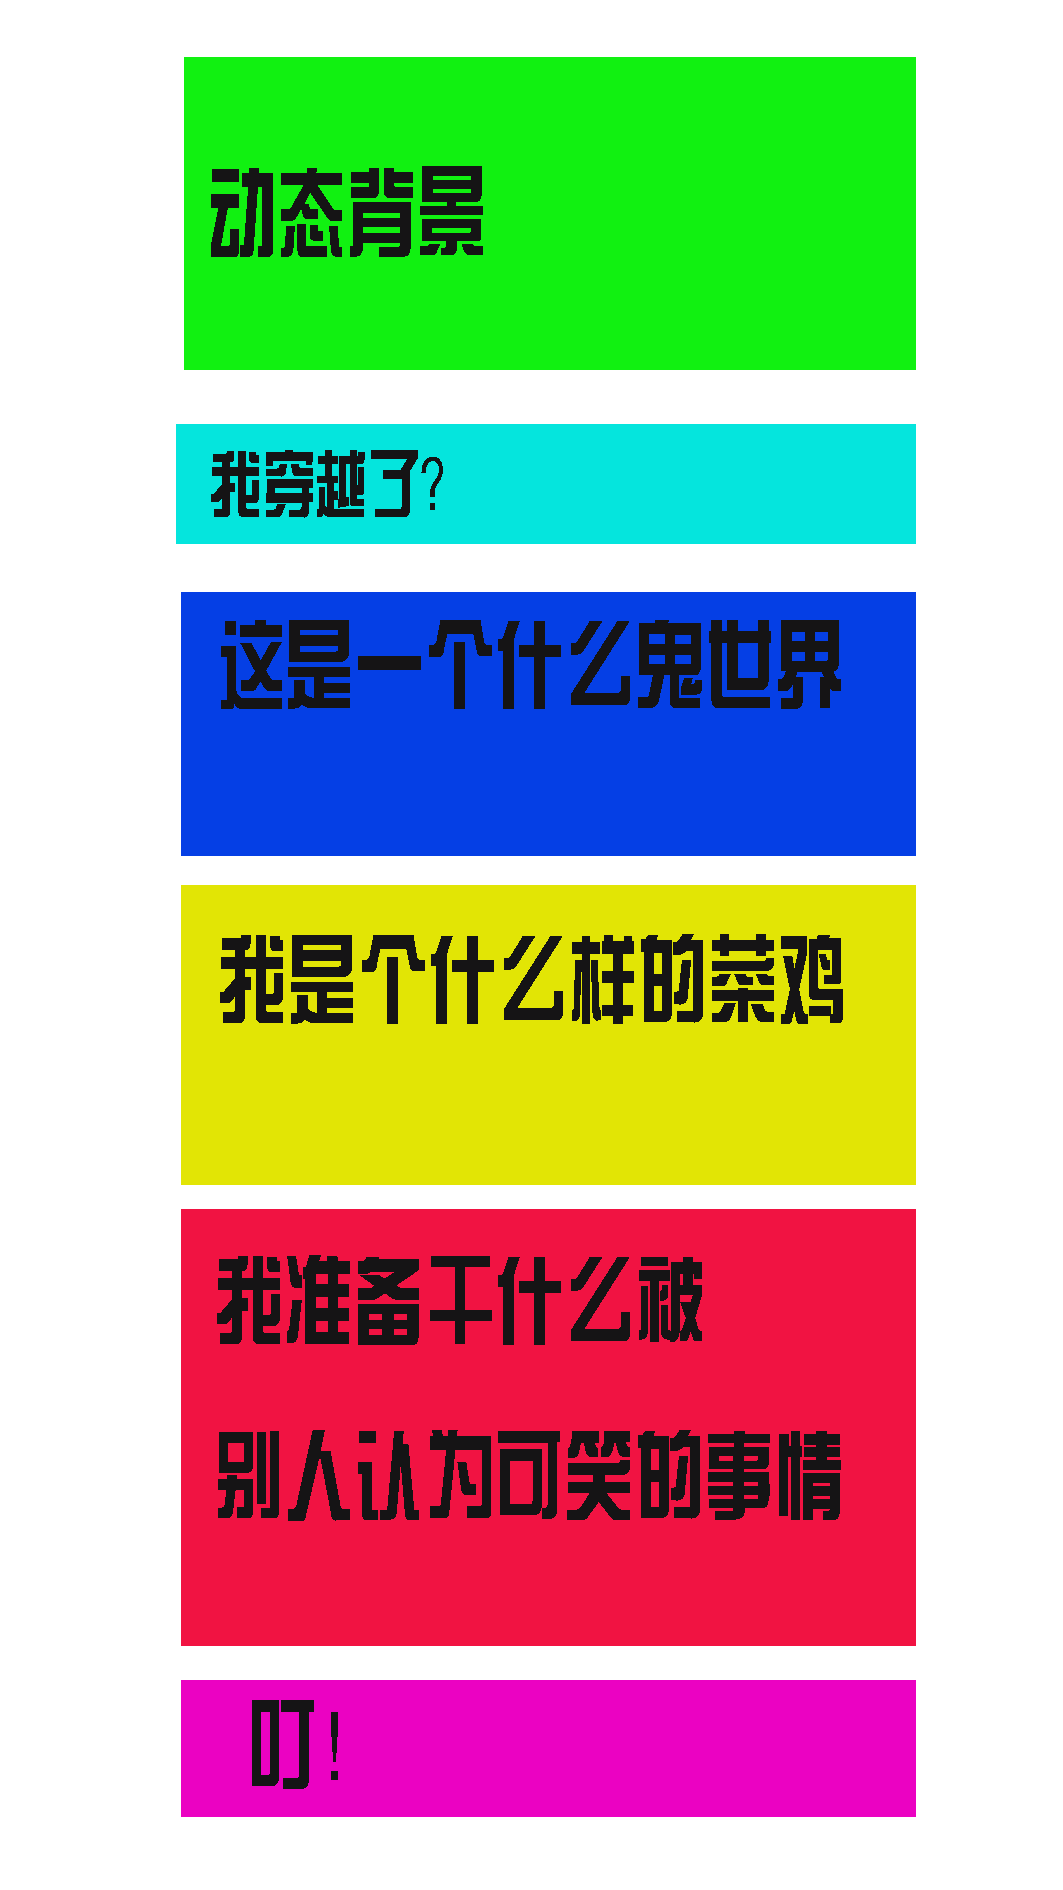 动态背景
我穿越了?
这是一个什么鬼世界
我是个什么样的菜鸡
我准备干什么被
别人认为可笑的事情
叮!